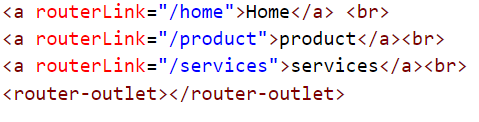 <a routerLink="/home">Home</a> <br>
<a routerLink="/product">product</a><br>
<a routerLink="/services">services</a><br>
<router-outlet></router-outlet>